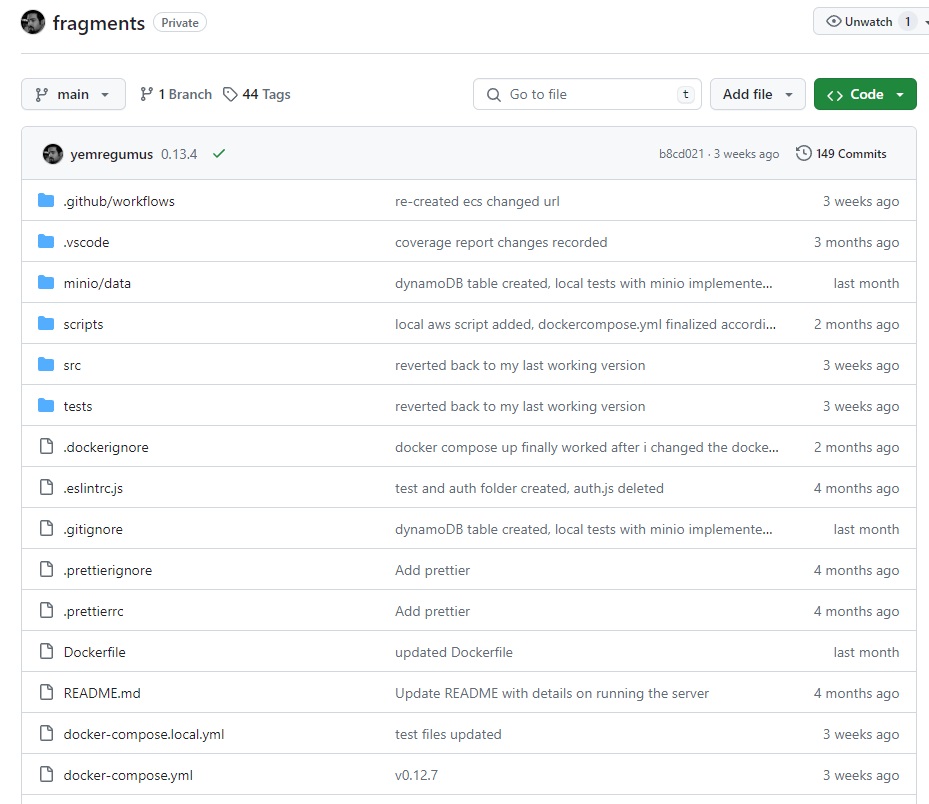 fragments Private Unwatch 1
main 1 Branch 44 Tags Go to file t Add file Code
yemregumus 0.13.4 b8cd021 · 3 weeks ago 149 Commits
.github/workflows re-created ecs changed url 3 weeks ago
.vscode coverage report changes recorded 3 months ago
minio/data dynamoDB table created, local tests with minio implemente... last month
scripts local aws script added, dockercompose.yml finalized accordi... 2 months ago
src reverted back to my last working version 3 weeks ago
tests reverted back to my last working version 3 weeks ago
.dockerignore docker compose up finally worked after i changed the docke... 2 months ago
.eslintrc.js test and auth folder created, auth.js deleted 4 months ago
.gitignore dynamoDB table created, local tests with minio implemente... last month
.prettierignore Add prettier 4 months ago
.prettierrc Add prettier 4 months ago
Dockerfile updated Dockerfile last month
README.md Update README with details on running the server 4 months ago
docker-compose.local.yml test files updated 3 weeks ago
docker-compose.yml v0.12.7 3 weeks ago